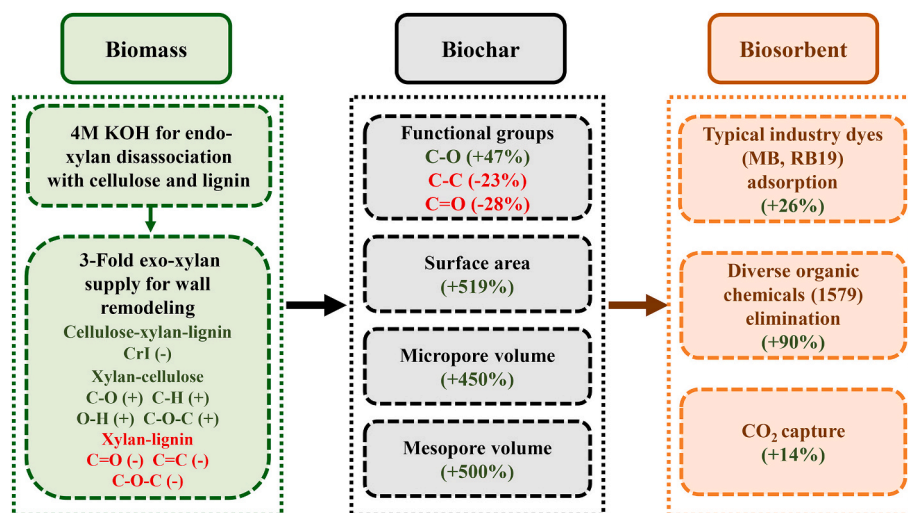 Biomass
4M KOH for endo-
xylan disassociation
with cellulose and lignin
3-Fold exo-xylan
supply for wall
remodeling
Cellulose-xylan-lignin
CrI (-)
Xylan-cellulose
C-O (+) C-H (+)
O-H (+) C-O-C (+)
Xylan-lignin
C=O (-) C=C (-)
C-O-C (-)
Biochar
Functional groups
C-O (+47%)
C-C (-23%)
C=O (-28%)
Surface area
(+519%)
Micropore volume
(+450%)
Mesopore volume
(+500%)
Biosorbent
Typical industry dyes
(MB, RB19)
adsorption
(+26%)
Diverse organic
chemicals (1579)
elimination
(+90%)
CO₂ capture
(+14%)